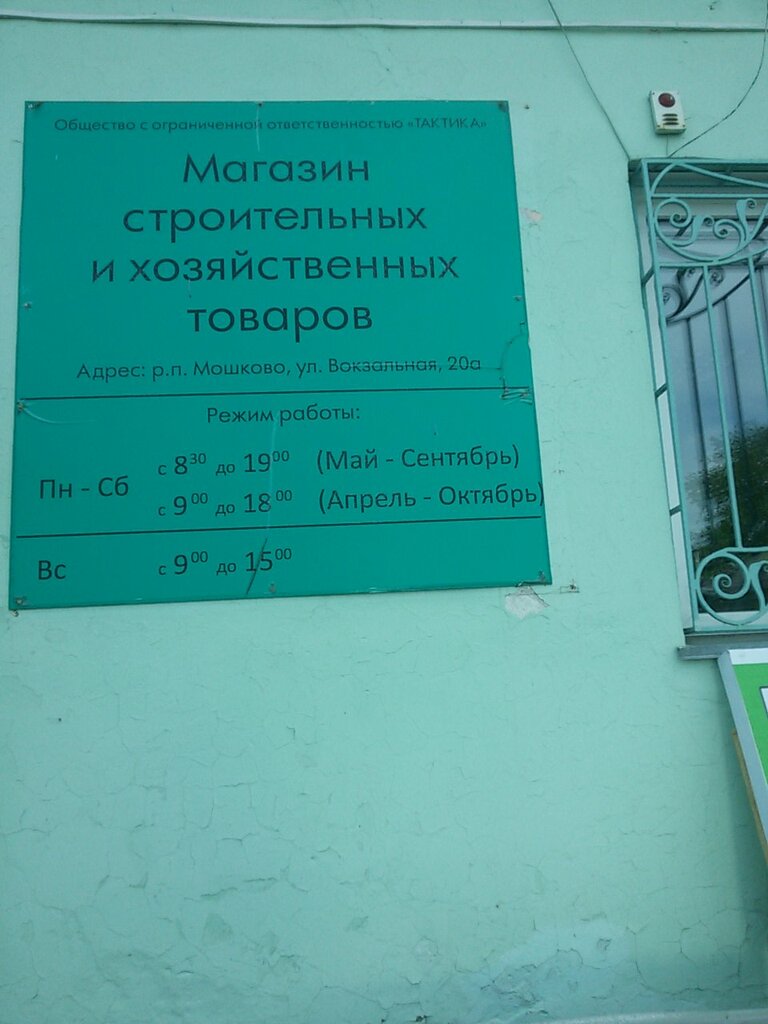 Общество с ограниченной ответственностью «ТАКТИКА»
Магазин
строительных
и хозяйственных
товаров
Адрес: р.п. Мошково, ул. Вокзальная, 20а
Режим работы:
Пн - Сб
с 8³⁰ до 19⁰⁰ (Май - Сентябрь)
с 9⁰⁰ до 18⁰⁰ (Апрель - Октябрь)
Вс с 9⁰⁰ до 15⁰⁰